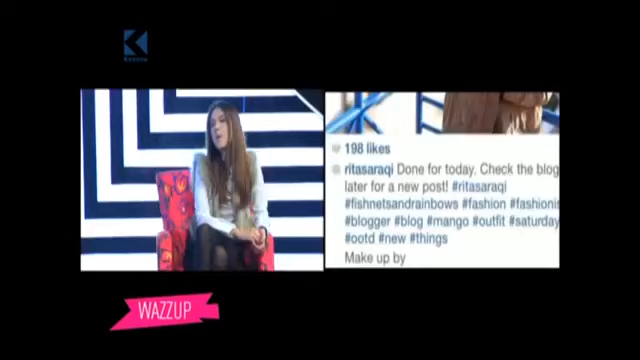 198 likes
ritasaraqi Done for today. Check the blog
later for a new post! #ritasaraqi
#fishnetsandrainbows #fashion #fashionis
#blogger #blog #mango #outfit #saturday
#ootd #new #things
Make up by
WAZZUP